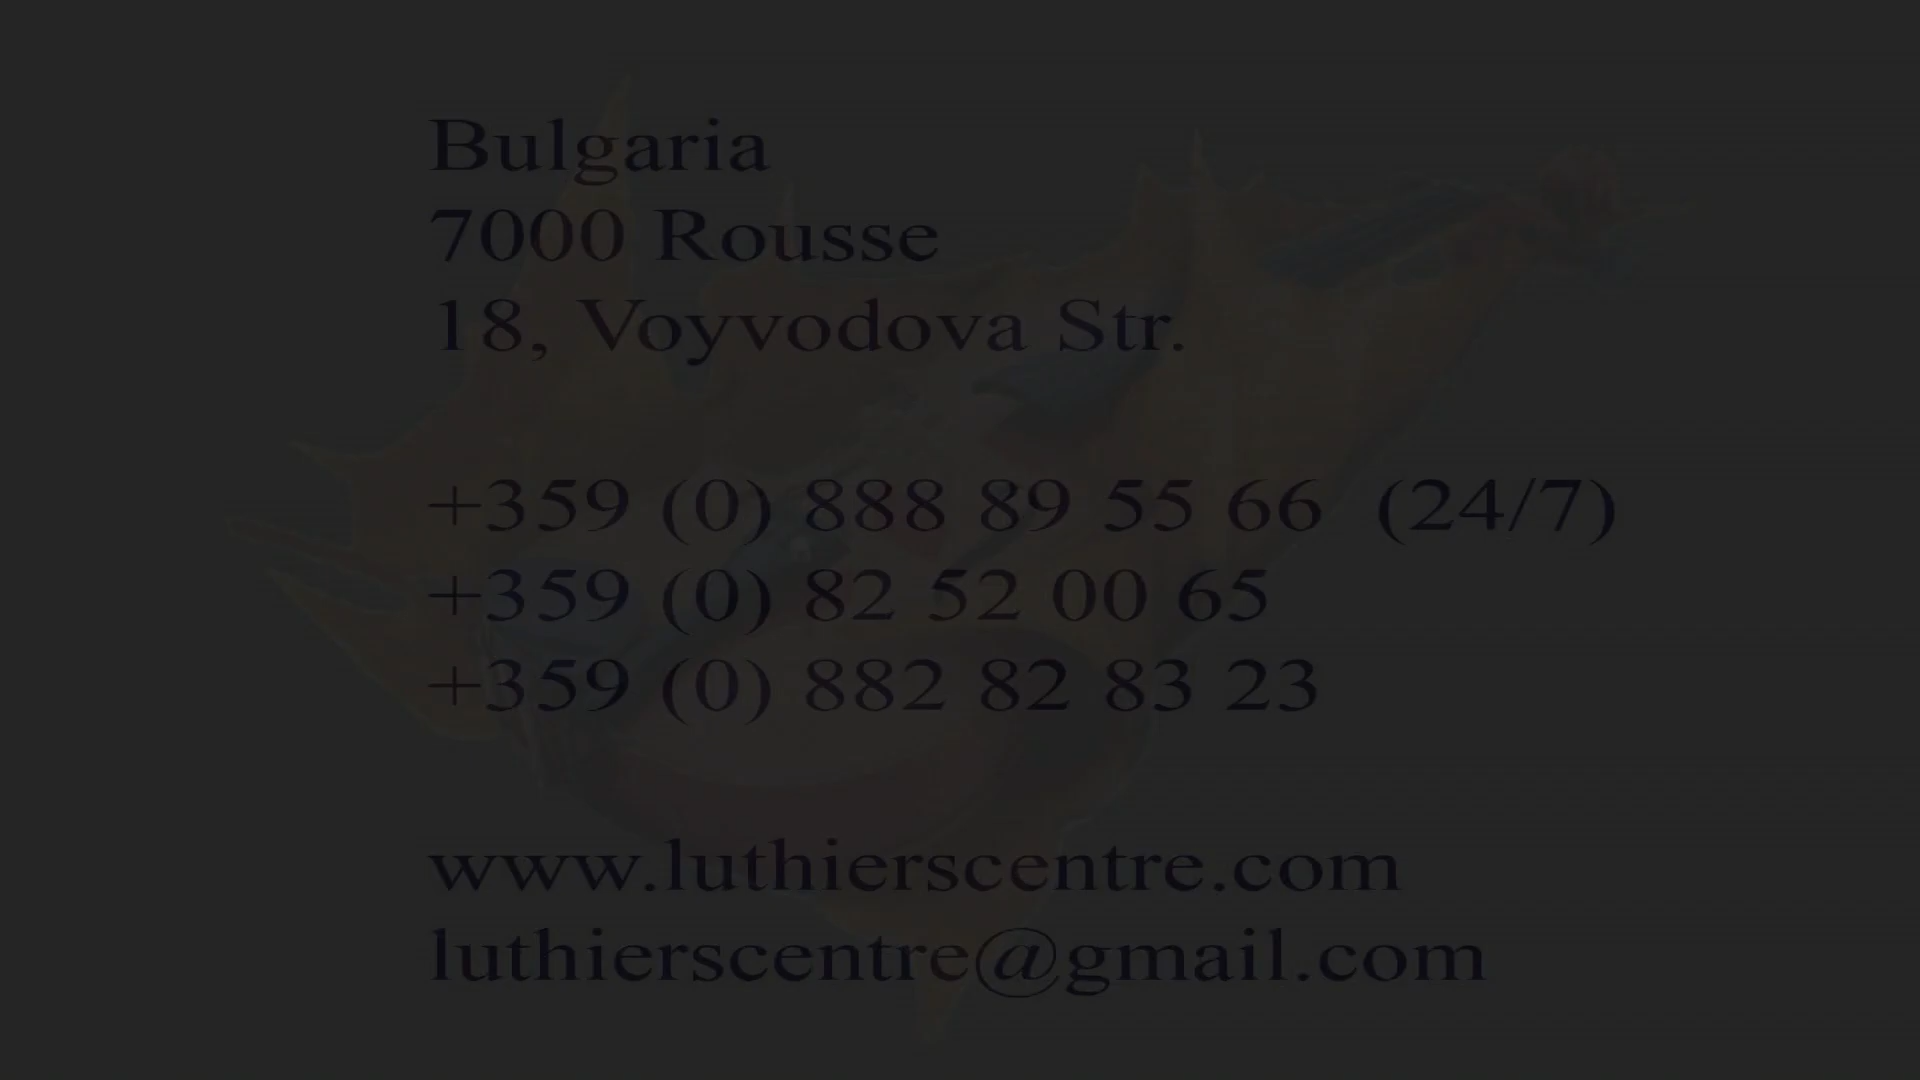 Bulgaria
7000 Rousse
18, Voyvodova Str.
+359 (0) 888 89 55 66 (24/7)
+359 (0) 82 52 00 65
+359 (0) 882 82 83 23
www.luthierscentre.com
luthierscentre@gmail.com